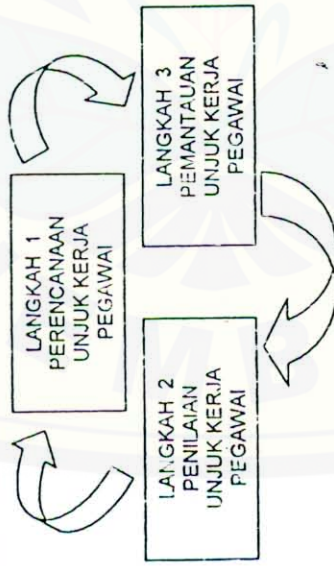 LANGKAH 1
PERENCANAAN
UNJUK KERJA
PEGAWAI
LANGKAH 2
PENILAIAN
UNJUK KERJA
PEGAWAI
LANGKAH 3
PEMANTAUAN
UNJUK KERJA
PEGAWAI